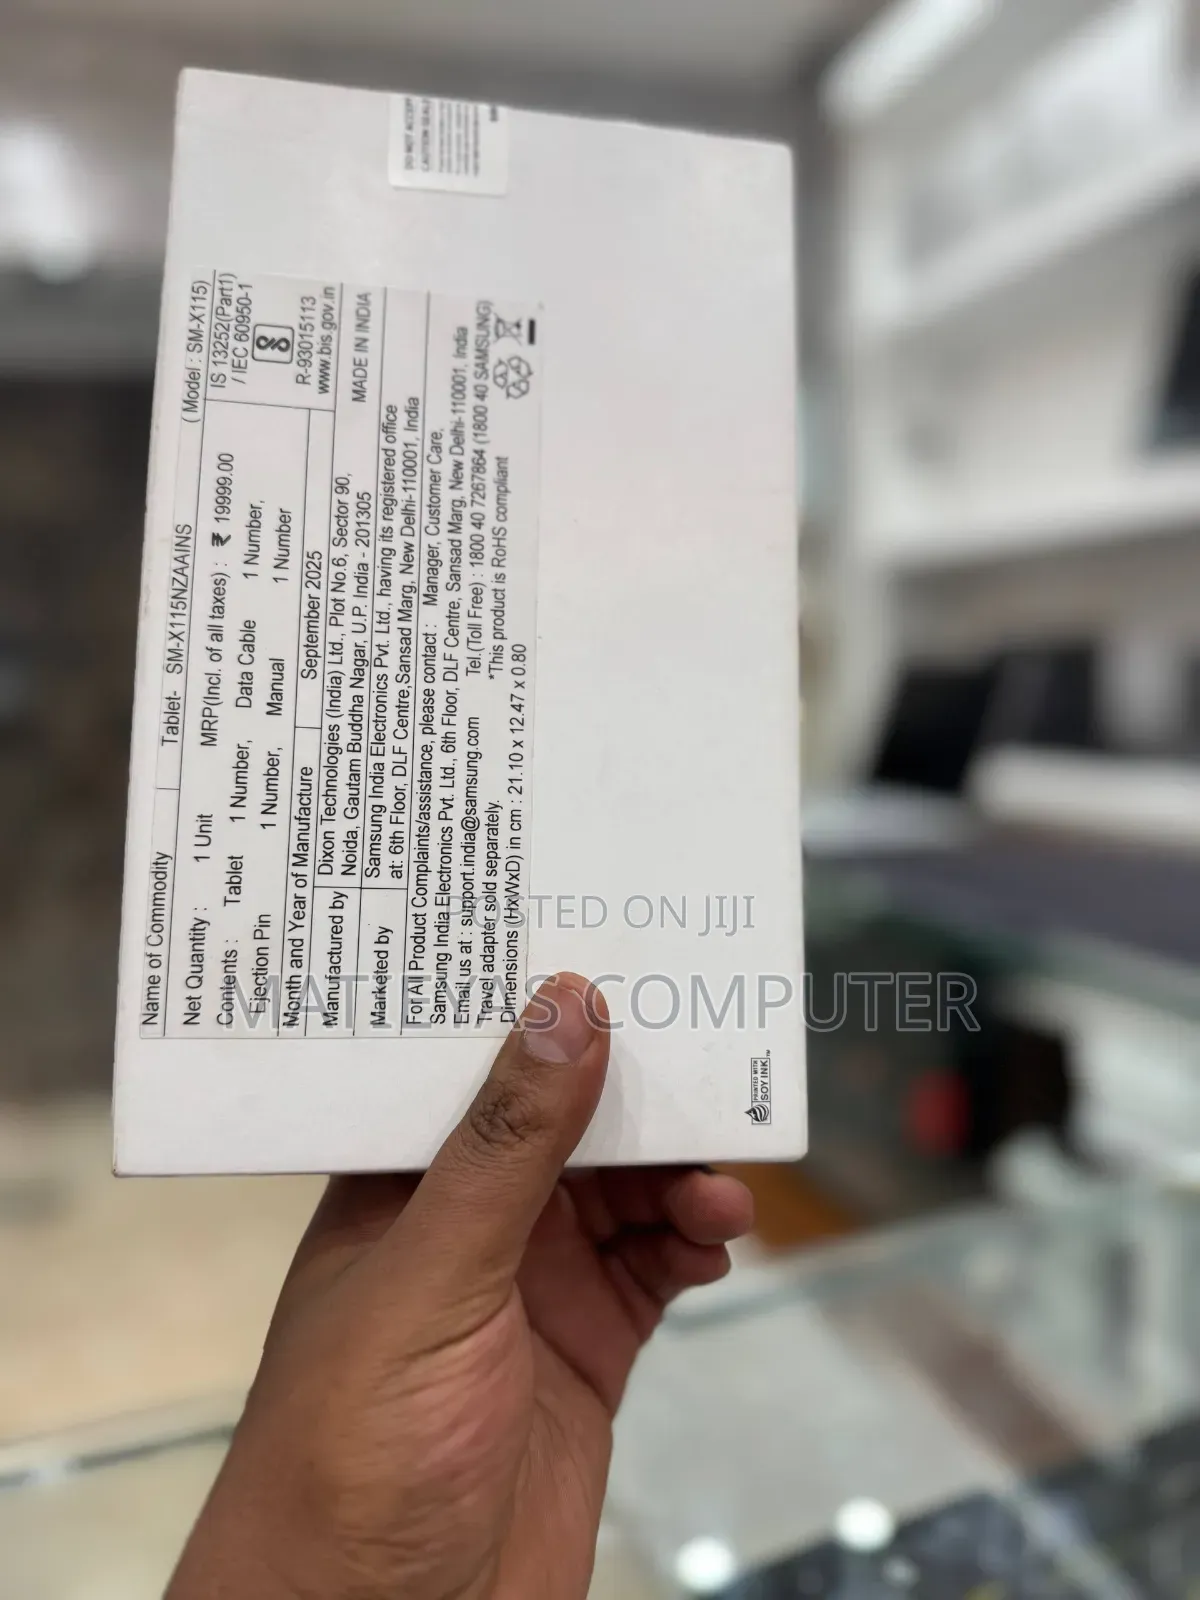 Name of Commodity Tablet- SM-X115NZAAINS ( Model : SM-X115)
Net Quantity : 1 Unit MRP(Incl. of all taxes) : ₹ 19999.00
IS 13252(Part1)
/ IEC 60950-1
Contents : Tablet 1 Number, Data Cable 1 Number,
Ejection Pin 1 Number, Manual 1 Number
R-93015113
www.bis.gov.in
Month and Year of Manufacture September 2025
Manufactured by Dixon Technologies (India) Ltd., Plot No.6, Sector 90,
Noida, Gautam Buddha Nagar, U.P. India - 201305 MADE IN INDIA
Marketed by Samsung India Electronics Pvt. Ltd., having its registered office
at: 6th Floor, DLF Centre,Sansad Marg, New Delhi-110001, India
For All Product Complaints/assistance, please contact : Manager, Customer Care,
Samsung India Electronics Pvt. Ltd., 6th Floor, DLF Centre, Sansad Marg, New Delhi-110001, India
Email us at : support.india@samsung.com Tel.(Toll Free) : 1800 40 7267864 (1800 40 SAMSUNG)
Travel adapter sold separately. *This product is RoHS compliant
Dimensions (HxWxD) in cm : 21.10 x 12.47 x 0.80
DO NOT ACCEPT
PRINTED WITH
SOY INK™
POSTED ON JIJI
MATTEYAS COMPUTER